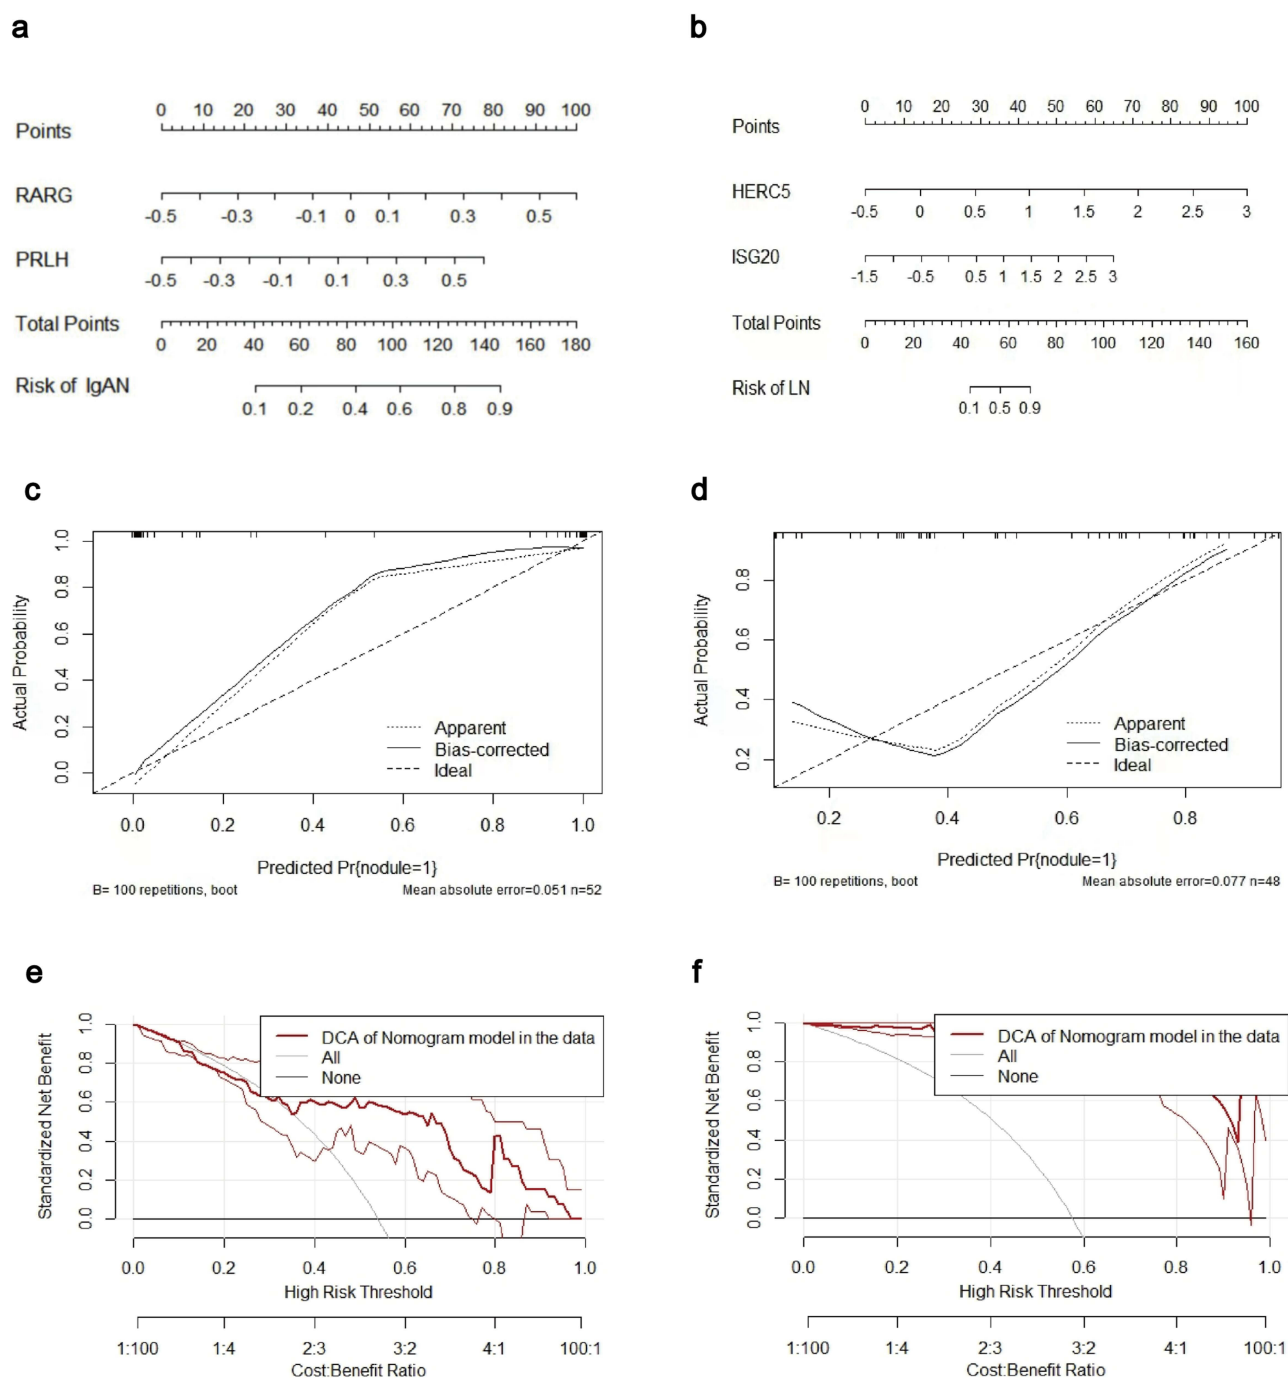 a
0 10 20 30 40 50 60 70 80 90 100
Points
RARG
-0.5 -0.3 -0.1 0 0.1 0.3 0.5
PRLH
-0.5 -0.3 -0.1 0.1 0.3 0.5
Total Points
0 20 40 60 80 100 120 140 160 180
Risk of IgAN
0.1 0.2 0.4 0.6 0.8 0.9
b
0 10 20 30 40 50 60 70 80 90 100
Points
HERC5
-0.5 0 0.5 1 1.5 2 2.5 3
ISG20
-1.5 -0.5 0.5 1 1.5 2 2.5 3
Total Points
0 20 40 60 80 100 120 140 160
Risk of LN
0.1 0.5 0.9
c
Actual Probability
1.0
0.8
0.6
0.4
0.2
0.0
Apparent
Bias-corrected
Ideal
0.0 0.2 0.4 0.6 0.8 1.0
Predicted Pr{nodule=1}
B= 100 repetitions, boot Mean absolute error=0.051 n=52
d
Actual Probability
0.8
0.6
0.4
0.2
Apparent
Bias-corrected
Ideal
0.2 0.4 0.6 0.8
Predicted Pr{nodule=1}
B= 100 repetitions, boot Mean absolute error=0.077 n=48
e
Standardized Net Benefit
1.0
0.8
0.6
0.4
0.2
0.0
DCA of Nomogram model in the data
All
None
0.0 0.2 0.4 0.6 0.8 1.0
High Risk Threshold
1:100 1:4 2:3 3:2 4:1 100:1
Cost:Benefit Ratio
f
Standardized Net Benefit
1.0
0.8
0.6
0.4
0.2
0.0
DCA of Nomogram model in the data
All
None
0.0 0.2 0.4 0.6 0.8 1.0
High Risk Threshold
1:100 1:4 2:3 3:2 4:1 100:1
Cost:Benefit Ratio